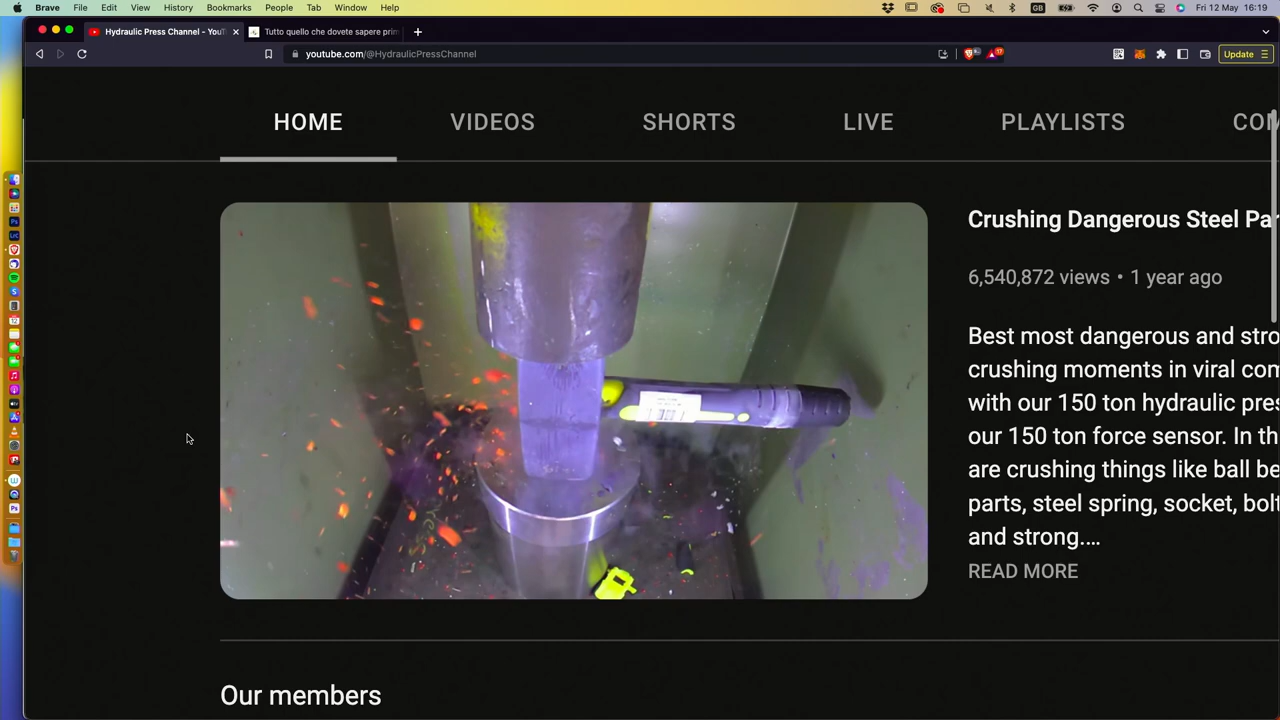 Brave File Edit View History Bookmarks People Tab Window Help GB Fri 12 May 16:19
Hydraulic Press Channel - YouT Tutto quello che dovete sapere prim
youtube.com/@HydraulicPressChannel 17 Update
HOME VIDEOS SHORTS LIVE PLAYLISTS COM
Crushing Dangerous Steel Pa
6,540,872 views • 1 year ago
Best most dangerous and stro
crushing moments in viral com
with our 150 ton hydraulic pres
our 150 ton force sensor. In th
are crushing things like ball be
parts, steel spring, socket, bolt
and strong....
READ MORE
Our members